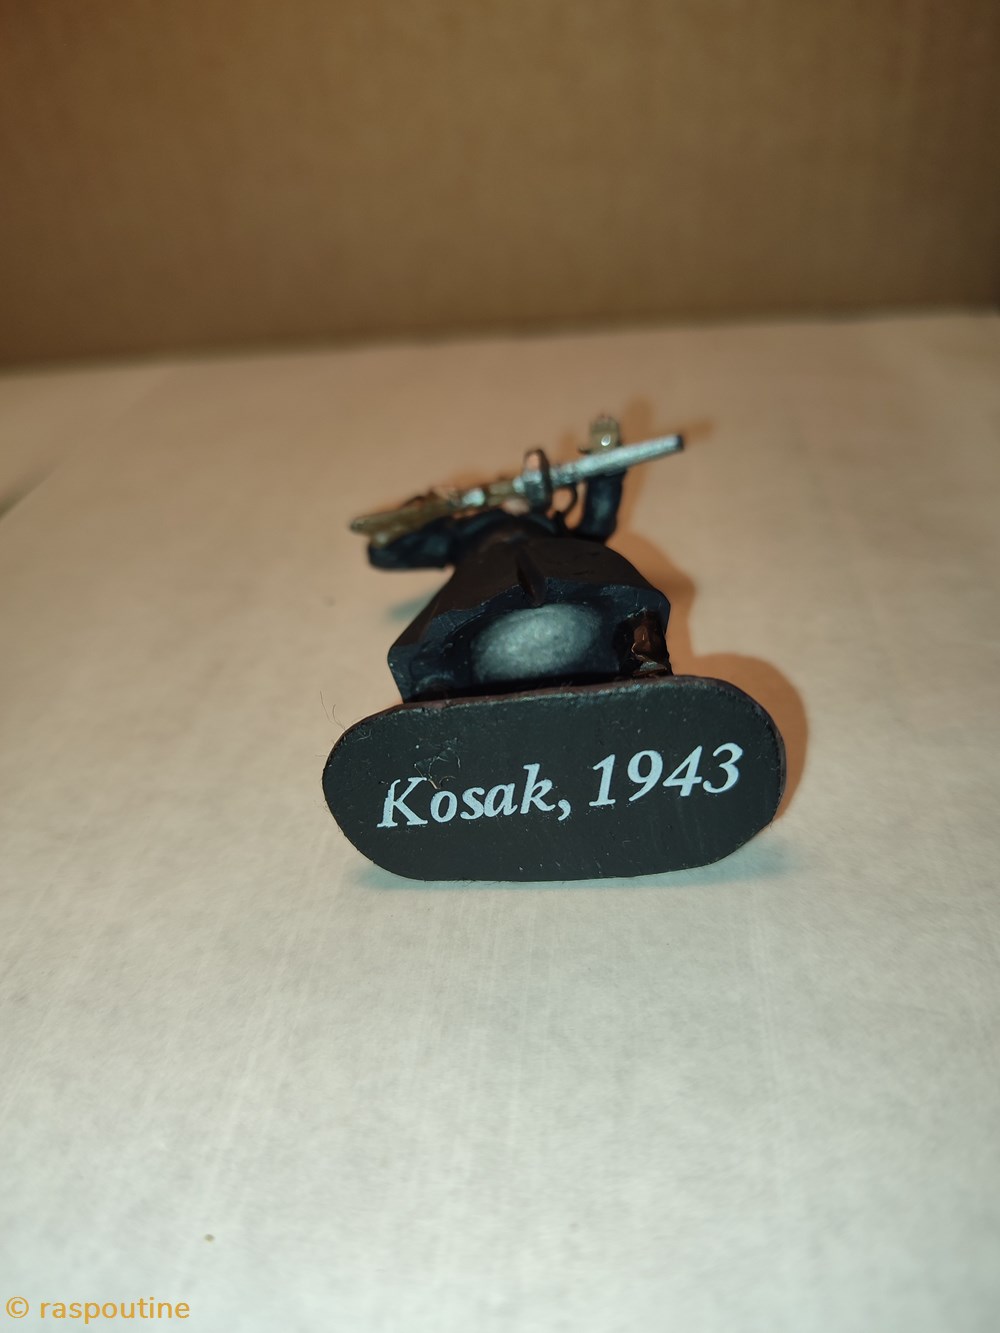 Kosak, 1943
© raspoutine